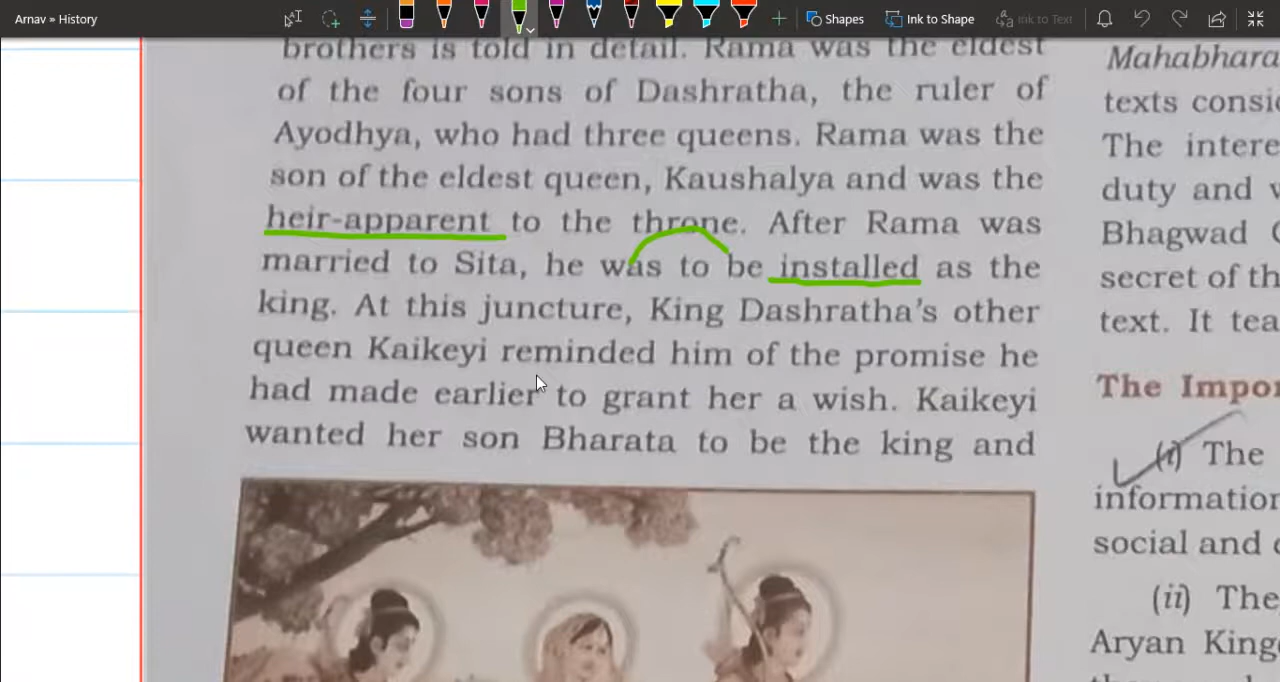 Arnav » History
Shapes
Ink to Shape
Ink to Text
brothers is told in detail. Rama was the eldest
of the four sons of Dashratha, the ruler of
Ayodhya, who had three queens. Rama was the
son of the eldest queen, Kaushalya and was the
heir-apparent to the throne. After Rama was
married to Sita, he was to be installed as the
king. At this juncture, King Dashratha's other
queen Kaikeyi reminded him of the promise he
had made earlier to grant her a wish. Kaikeyi
wanted her son Bharata to be the king and
Mahabhara
texts consi
The intere
duty and
Bhagwad
secret of th
text. It tea
The Impor
(i) The
information
social and
(ii) The
Aryan King